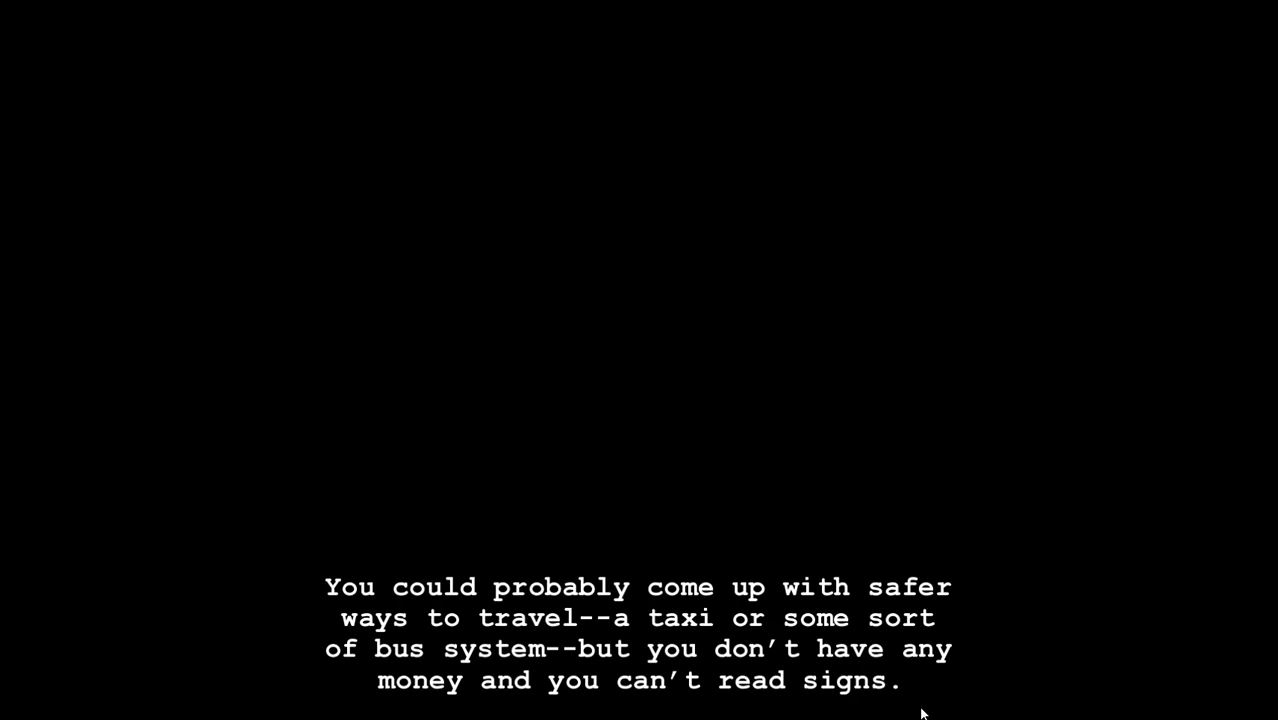 You could probably come up with safer
ways to travel--a taxi or some sort
of bus system--but you don’t have any
money and you can’t read signs.